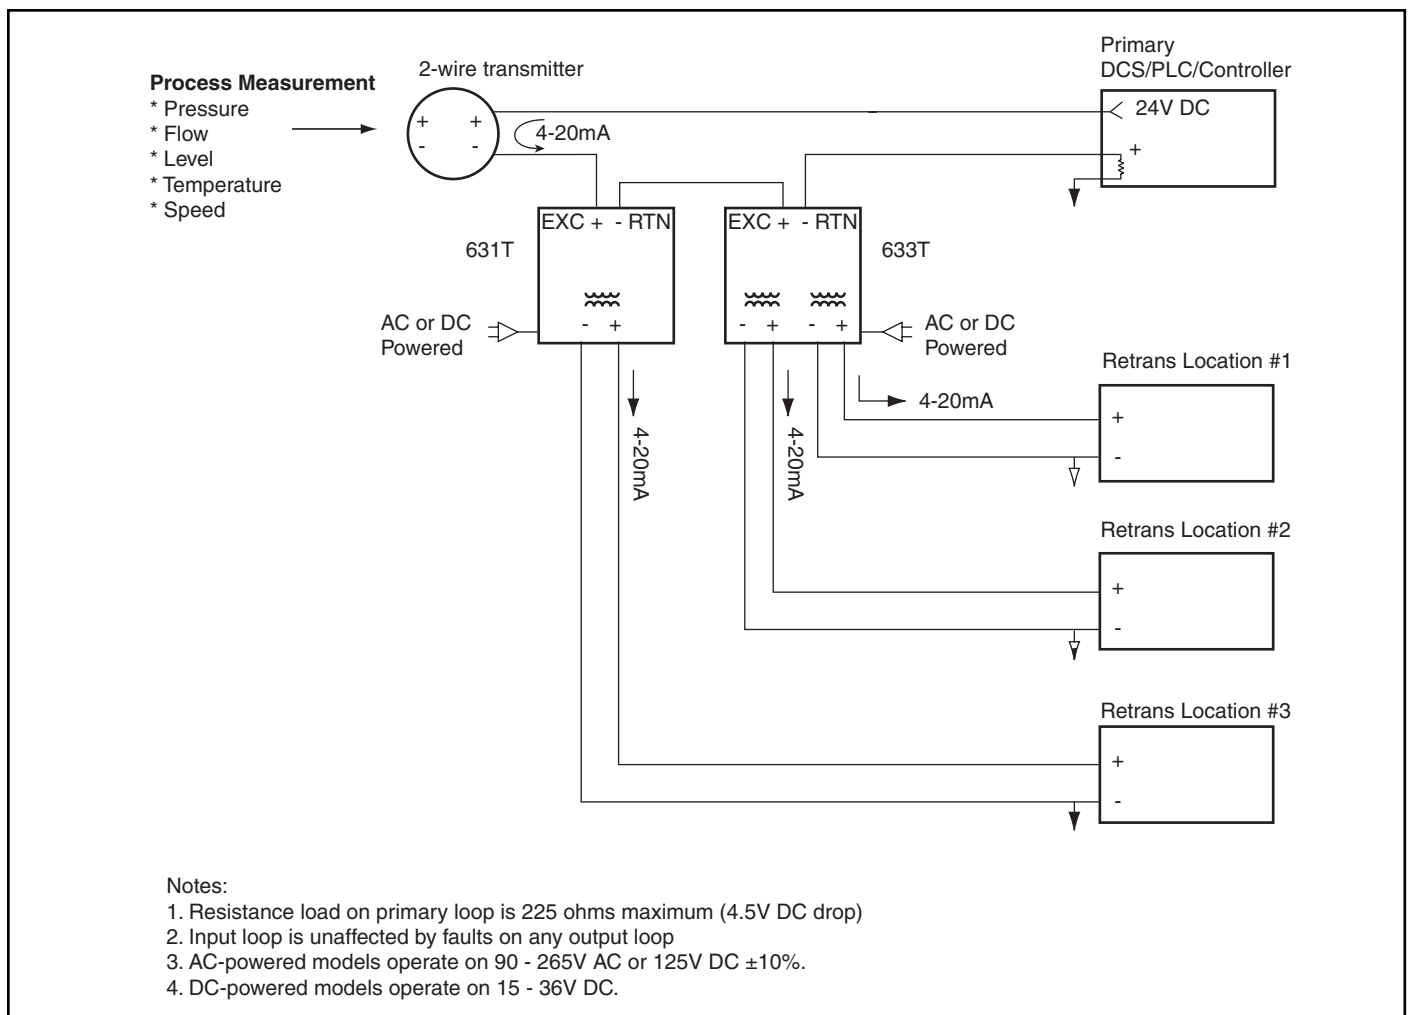 Process Measurement
* Pressure
* Flow
* Level
* Temperature
* Speed
2-wire transmitter
+ +
- -
4-20mA
Primary
DCS/PLC/Controller
24V DC
+
EXC + - RTN
631T
- +
AC or DC
Powered
EXC + - RTN
633T
- + - +
AC or DC
Powered
4-20mA
4-20mA
4-20mA
Retrans Location #1
+
-
Retrans Location #2
+
-
Retrans Location #3
+
-
Notes:
1. Resistance load on primary loop is 225 ohms maximum (4.5V DC drop)
2. Input loop is unaffected by faults on any output loop
3. AC-powered models operate on 90 - 265V AC or 125V DC ±10%.
4. DC-powered models operate on 15 - 36V DC.